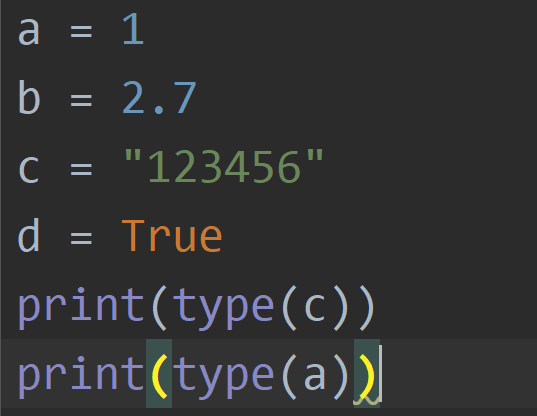 a = 1
b = 2.7
c = "123456"
d = True
print(type(c))
print(type(a))